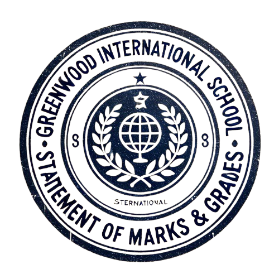 • GREENWOOD INTERNATIONAL SCHOOL •
S
S S
STERNATIONAL
STATEMENT OF MARKS & GRADES